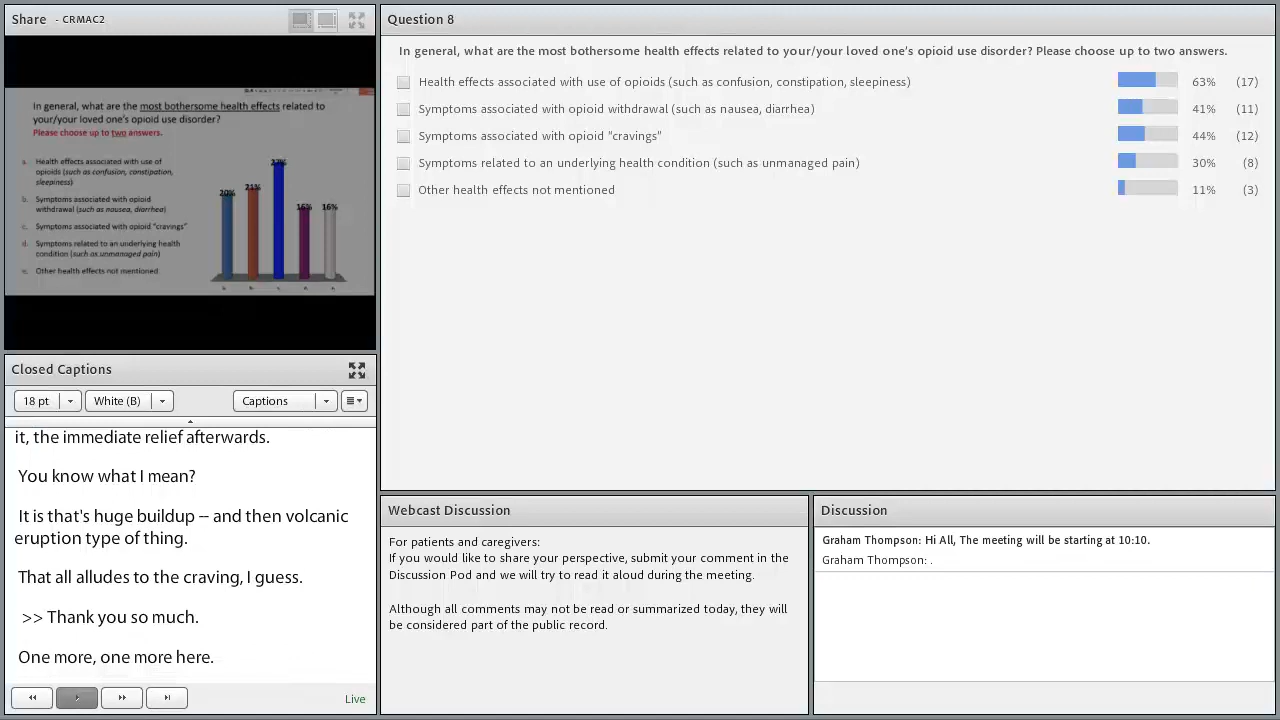 Share - CRMAC2
In general, what are the most bothersome health effects related to
your/your loved one's opioid use disorder?
Please choose up to two answers.
a. Health effects associated with use of
opioids (such as confusion, constipation,
sleepiness)
b. Symptoms associated with opioid
withdrawal (such as nausea, diarrhea)
c. Symptoms associated with opioid "cravings"
d. Symptoms related to an underlying health
condition (such as unmanaged pain)
e. Other health effects not mentioned
20%
21%
27%
16%
16%
Closed Captions
18 pt
White (B)
Captions
it, the immediate relief afterwards.
You know what I mean?
It is that's huge buildup -- and then volcanic
eruption type of thing.
That all alludes to the craving, I guess.
>> Thank you so much.
One more, one more here.
Live
Question 8
In general, what are the most bothersome health effects related to your/your loved one's opioid use disorder? Please choose up to two answers.
Health effects associated with use of opioids (such as confusion, constipation, sleepiness) 63% (17)
Symptoms associated with opioid withdrawal (such as nausea, diarrhea) 41% (11)
Symptoms associated with opioid "cravings" 44% (12)
Symptoms related to an underlying health condition (such as unmanaged pain) 30% (8)
Other health effects not mentioned 11% (3)
Webcast Discussion
For patients and caregivers:
If you would like to share your perspective, submit your comment in the
Discussion Pod and we will try to read it aloud during the meeting.
Although all comments may not be read or summarized today, they will
be considered part of the public record.
Discussion
Graham Thompson: Hi All, The meeting will be starting at 10:10.
Graham Thompson: .